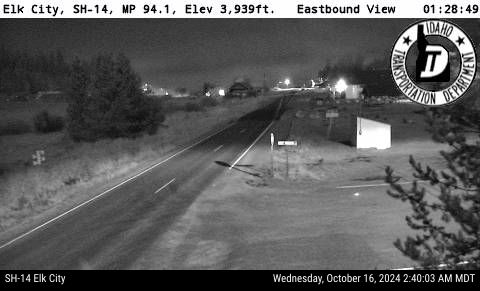 Elk City, SH-14, MP 94.1, Elev 3,939ft. Eastbound View 01:28:49
IDAHO
TRANSPORTATION DEPARTMENT
SH-14 Elk City Wednesday, October 16, 2024 2:40:03 AM MDT